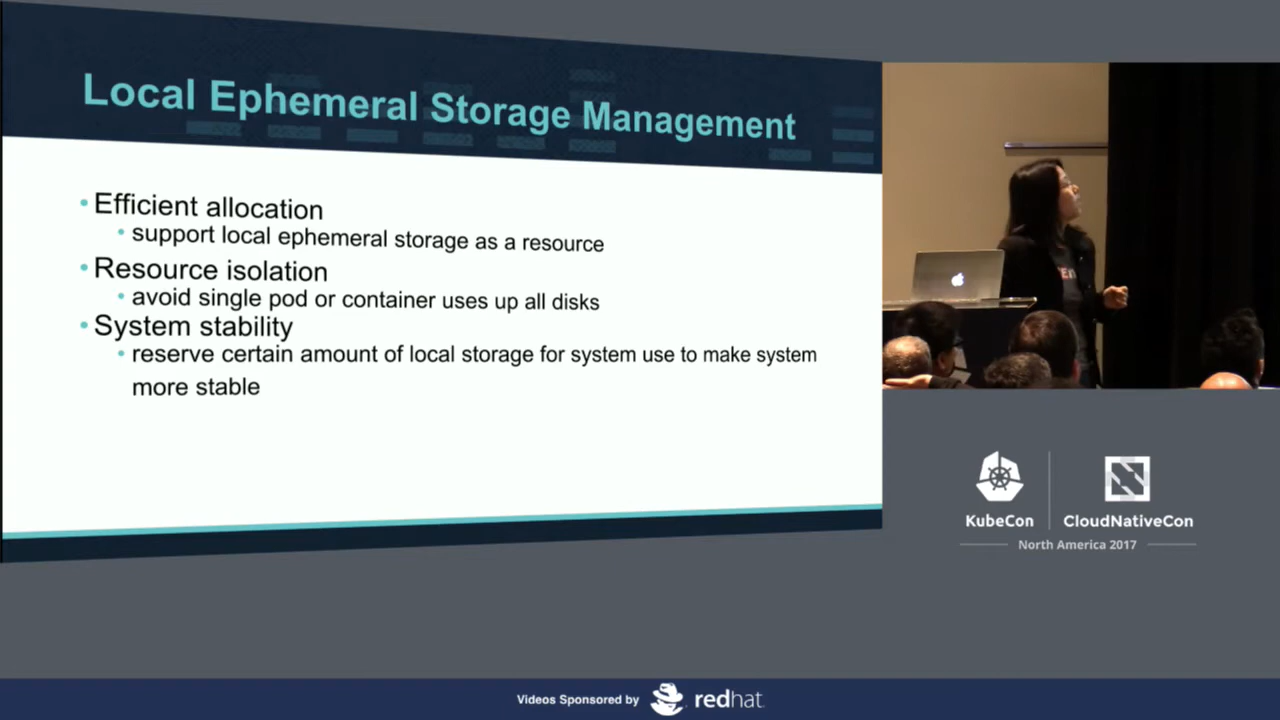 Local Ephemeral Storage Management
• Efficient allocation
• support local ephemeral storage as a resource
• Resource isolation
• avoid single pod or container uses up all disks
• System stability
• reserve certain amount of local storage for system use to make system
more stable
KubeCon
CloudNativeCon
North America 2017
Videos Sponsored by
redhat